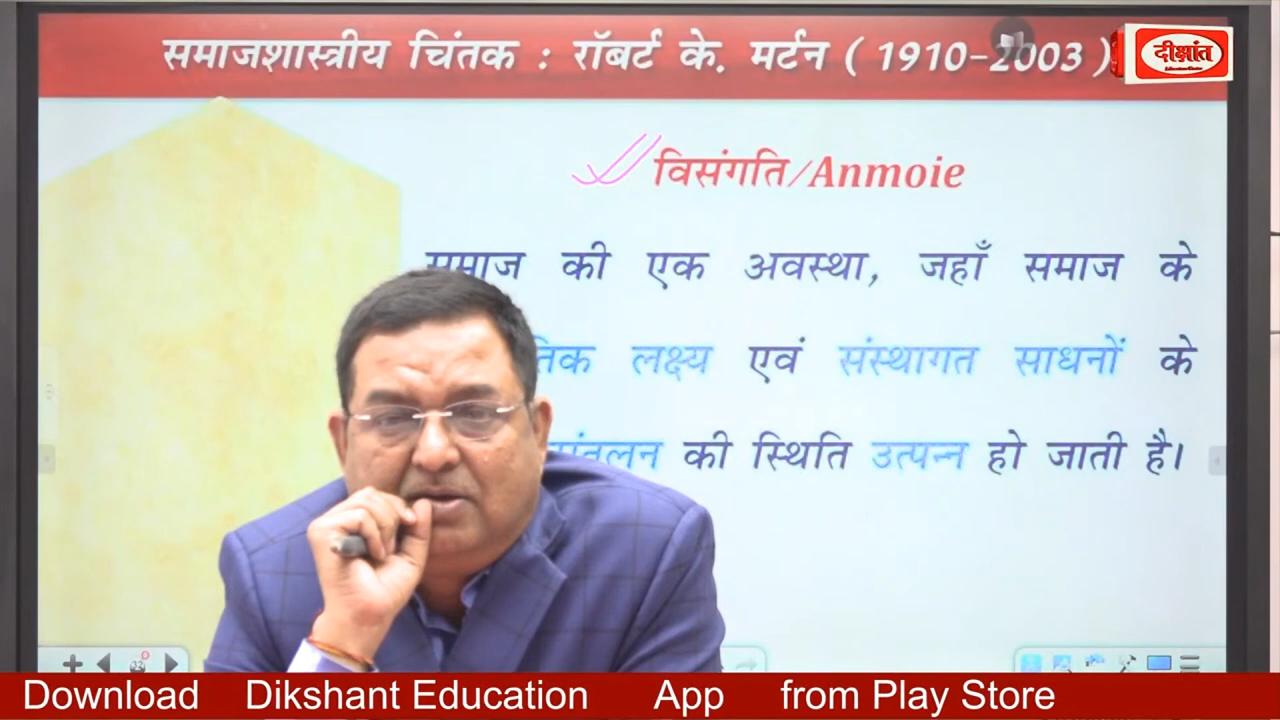 समाजशास्त्रीय चिंतक : रॉबर्ट के. मर्टन ( 1910-2003 )
दीक्षांत
विसंगति/Anmoie
समाज की एक अवस्था, जहाँ समाज के
लक्ष्य एवं संस्थागत साधनों के
की स्थिति उत्पन्न हो जाती है।
32
Download Dikshant Education App from Play Store